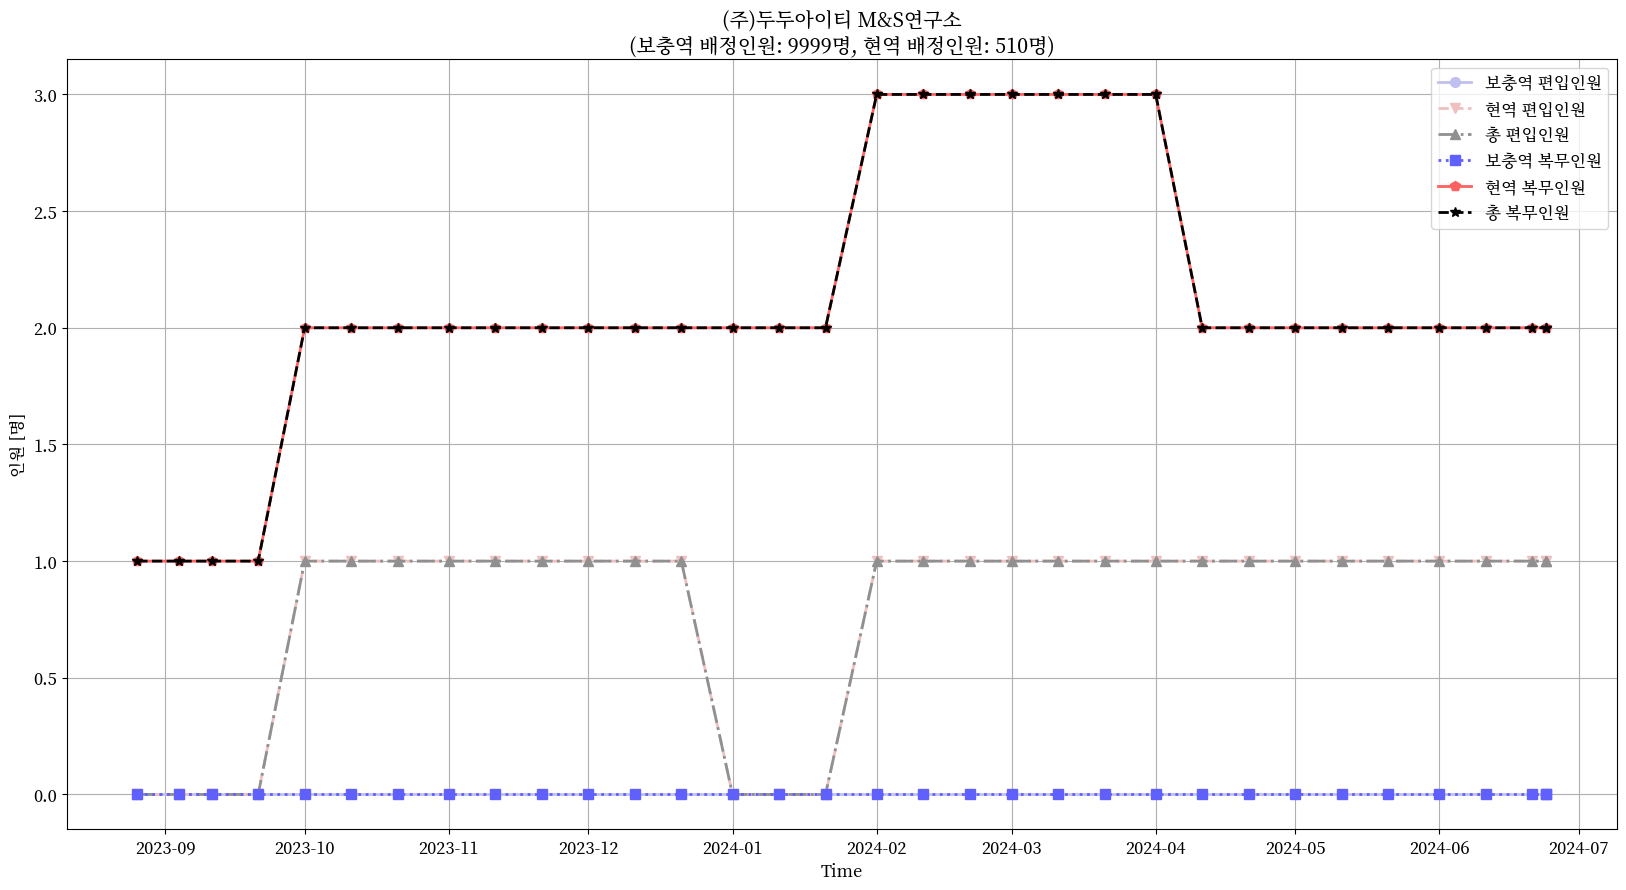 (주)두두아이티 M&S연구소
(보충역 배정인원: 9999명, 현역 배정인원: 510명)
보충역 편입인원
현역 편입인원
총 편입인원
보충역 복무인원
현역 복무인원
총 복무인원
인원 [명]
3.0
2.5
2.0
1.5
1.0
0.5
0.0
2023-09
2023-10
2023-11
2023-12
2024-01
2024-02
2024-03
2024-04
2024-05
2024-06
2024-07
Time